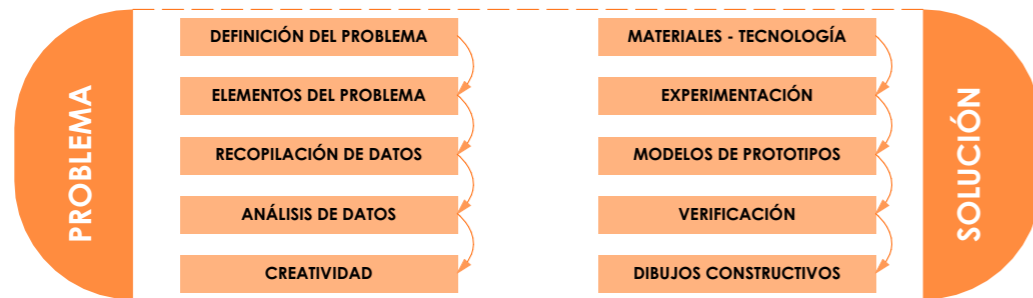 PROBLEMA
DEFINICIÓN DEL PROBLEMA
ELEMENTOS DEL PROBLEMA
RECOPILACIÓN DE DATOS
ANÁLISIS DE DATOS
CREATIVIDAD
MATERIALES - TECNOLOGÍA
EXPERIMENTACIÓN
MODELOS DE PROTOTIPOS
VERIFICACIÓN
DIBUJOS CONSTRUCTIVOS
SOLUCIÓN